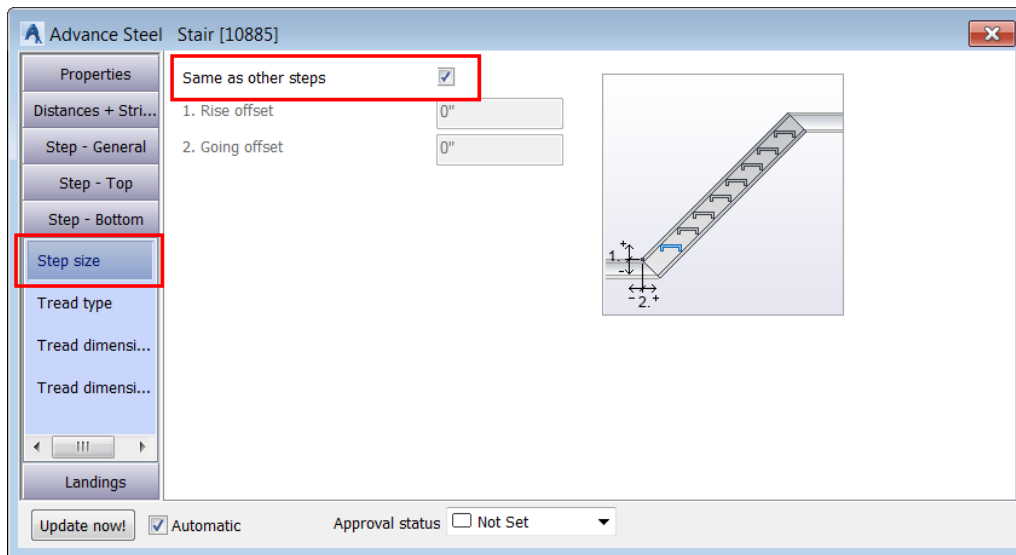 Advance Steel Stair [10885]
Properties
Distances + Stri...
Step - General
Step - Top
Step - Bottom
Step size
Tread type
Tread dimensi...
Tread dimensi...
Landings
Same as other steps
1. Rise offset 0"
2. Going offset 0"
1. + -
- 2. +
Update now! Automatic Approval status Not Set